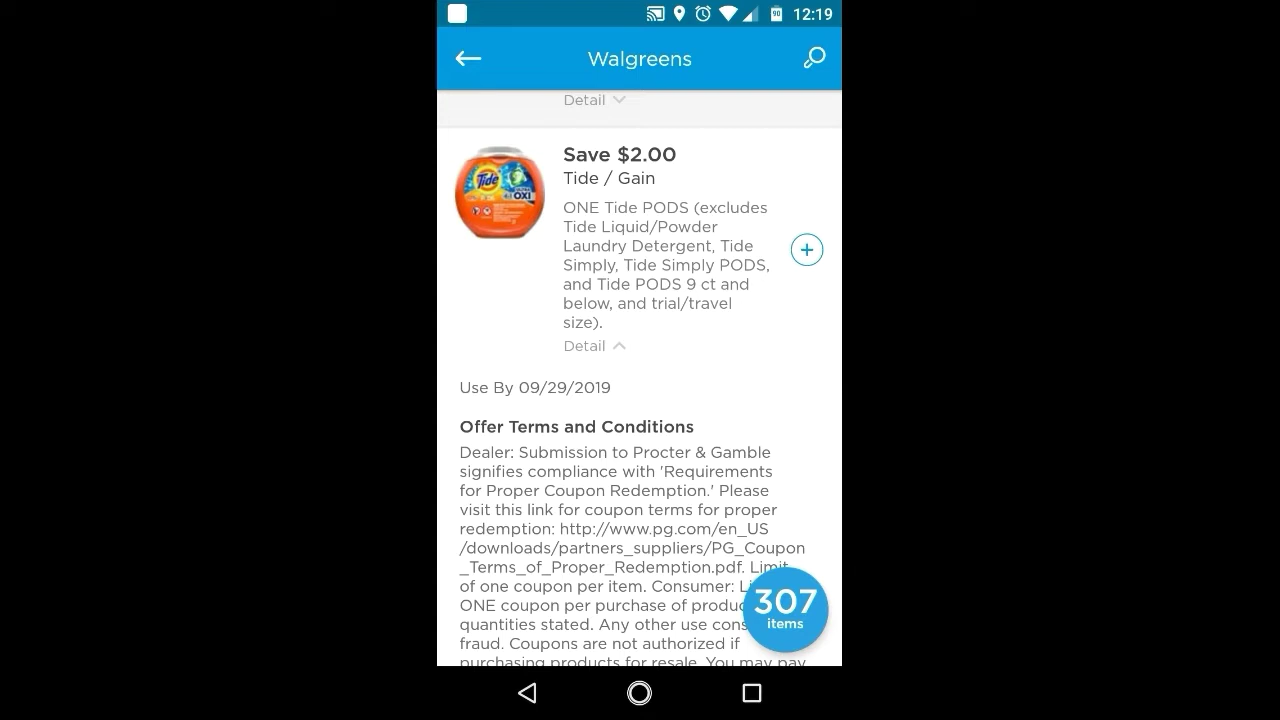 90 12:19
Walgreens
Detail
Save $2.00
Tide / Gain
Tide
OXI
ONE Tide PODS (excludes
Tide Liquid/Powder
Laundry Detergent, Tide
Simply, Tide Simply PODS,
and Tide PODS 9 ct and
below, and trial/travel
size).
Detail
Use By 09/29/2019
Offer Terms and Conditions
Dealer: Submission to Procter & Gamble
signifies compliance with 'Requirements
for Proper Coupon Redemption.' Please
visit this link for coupon terms for proper
redemption: http://www.pg.com/en_US
/downloads/partners_suppliers/PG_Coupon
_Terms_of_Proper_Redemption.pdf. Limit
of one coupon per item. Consumer: Li
ONE coupon per purchase of produc
quantities stated. Any other use cons
fraud. Coupons are not authorized if
purchasing products for resale. You may pay
307
items